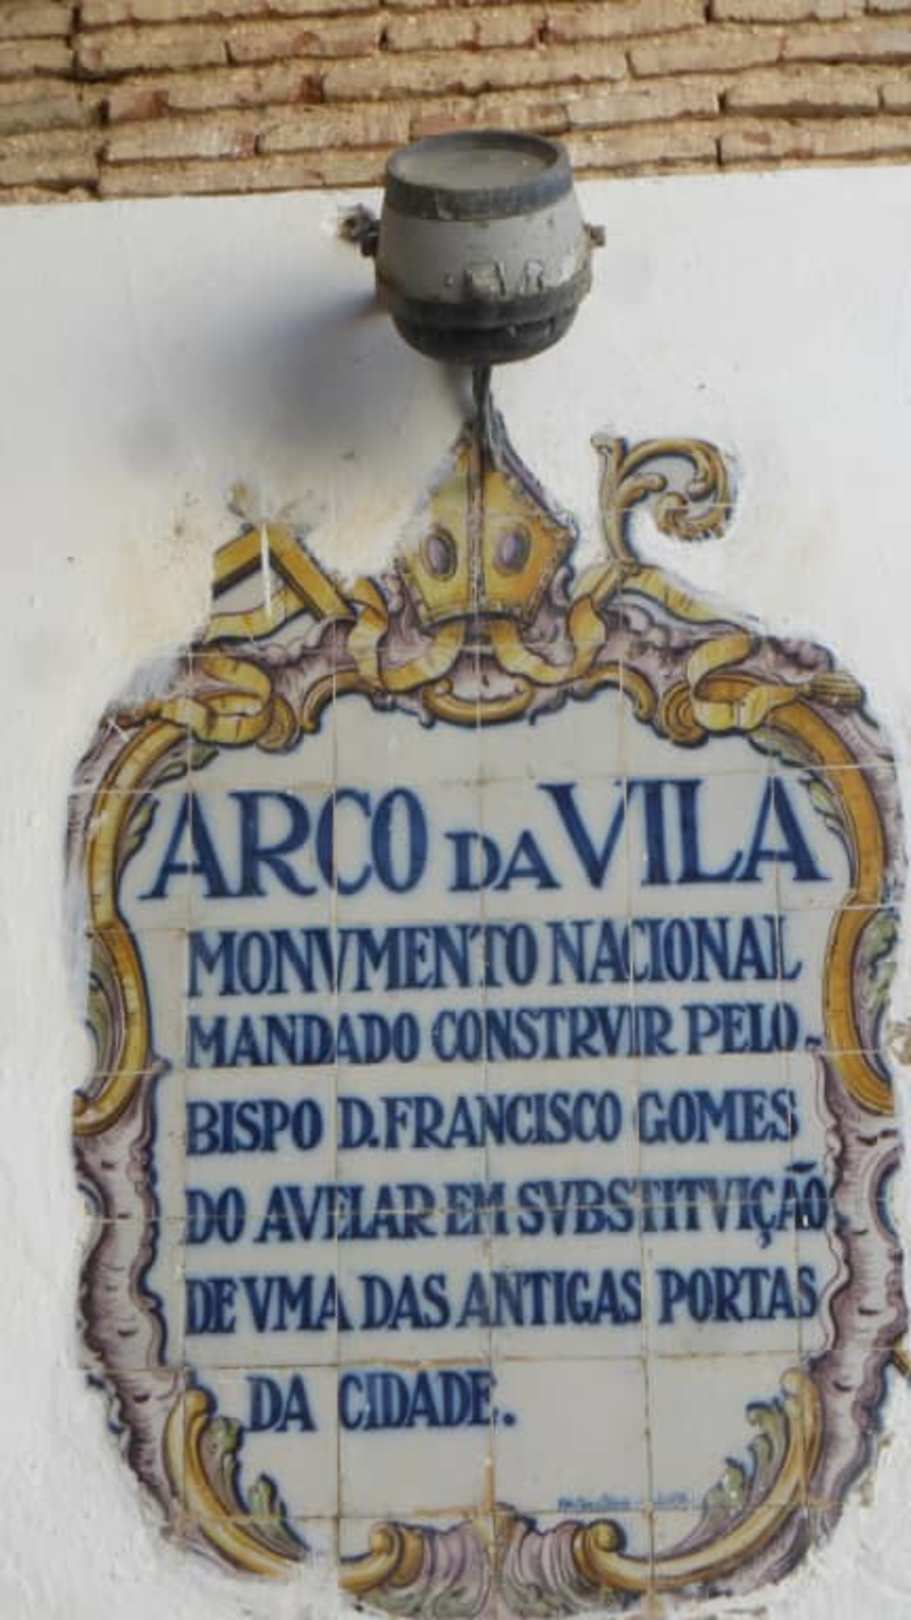 ARCO DA VILA
MONVMENTO NACIONAL
MANDADO CONSTRVIR PELO
BISPO D. FRANCISCO GOMES
DO AVELAR EM SVBSTITVIÇÃO
DE VMA DAS ANTIGAS PORTAS
DA CIDADE.